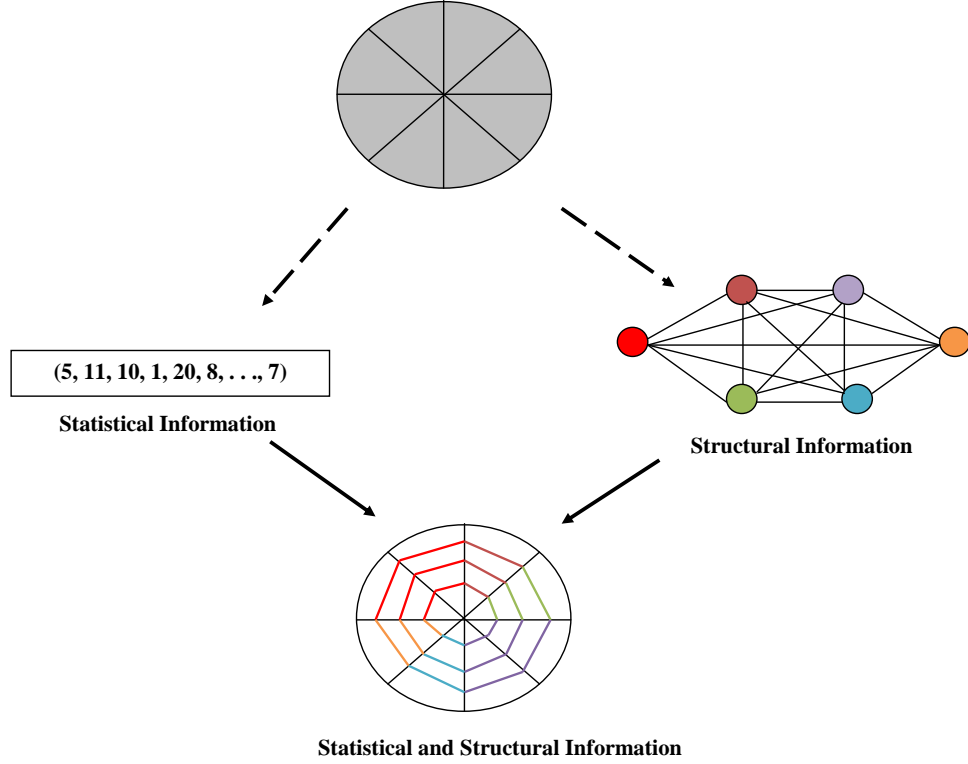 (5, 11, 10, 1, 20, 8, . . ., 7)
Statistical Information
Structural Information
Statistical and Structural Information